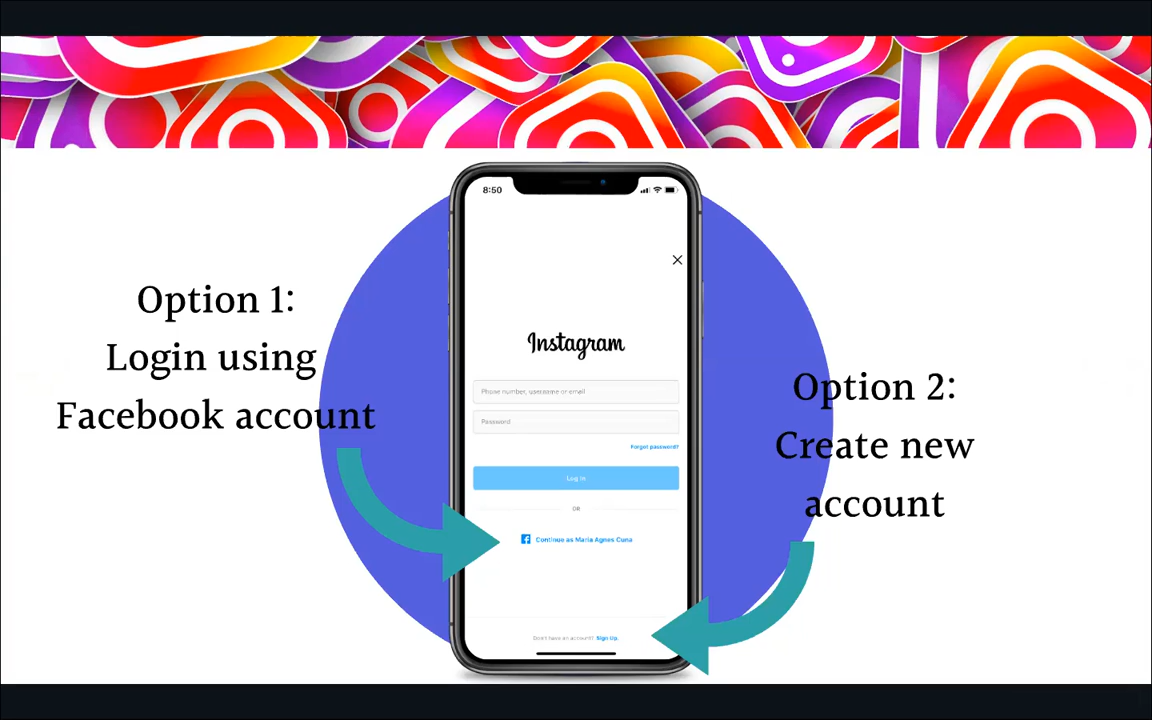 8:50
Option 1:
Login using
Facebook account
Instagram
Phone number, username or email
Password
Forgot password?
Log In
OR
Continue as Maria Agnes Cuna
Don't have an account? Sign Up.
Option 2:
Create new
account